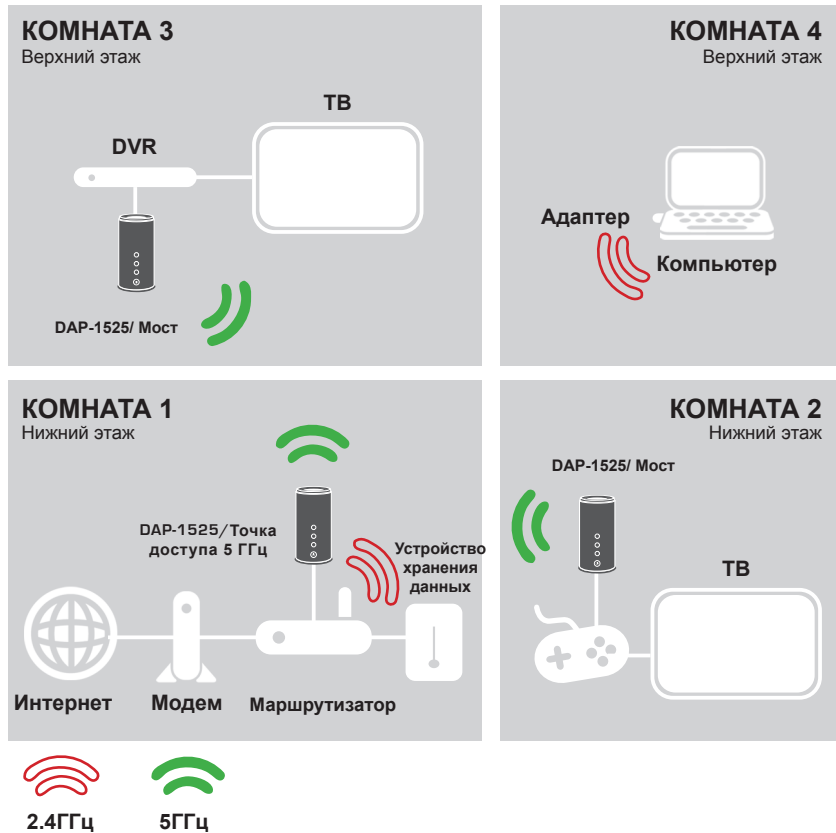 КОМНАТА 3
Верхний этаж
ТВ
DVR
DAP-1525/ Мост
КОМНАТА 4
Верхний этаж
Адаптер
Компьютер
КОМНАТА 1
Нижний этаж
DAP-1525/Точка
доступа 5 ГГц
Устройство
хранения
данных
Интернет
Модем
Маршрутизатор
КОМНАТА 2
Нижний этаж
DAP-1525/ Мост
ТВ
2.4ГГц
5ГГц